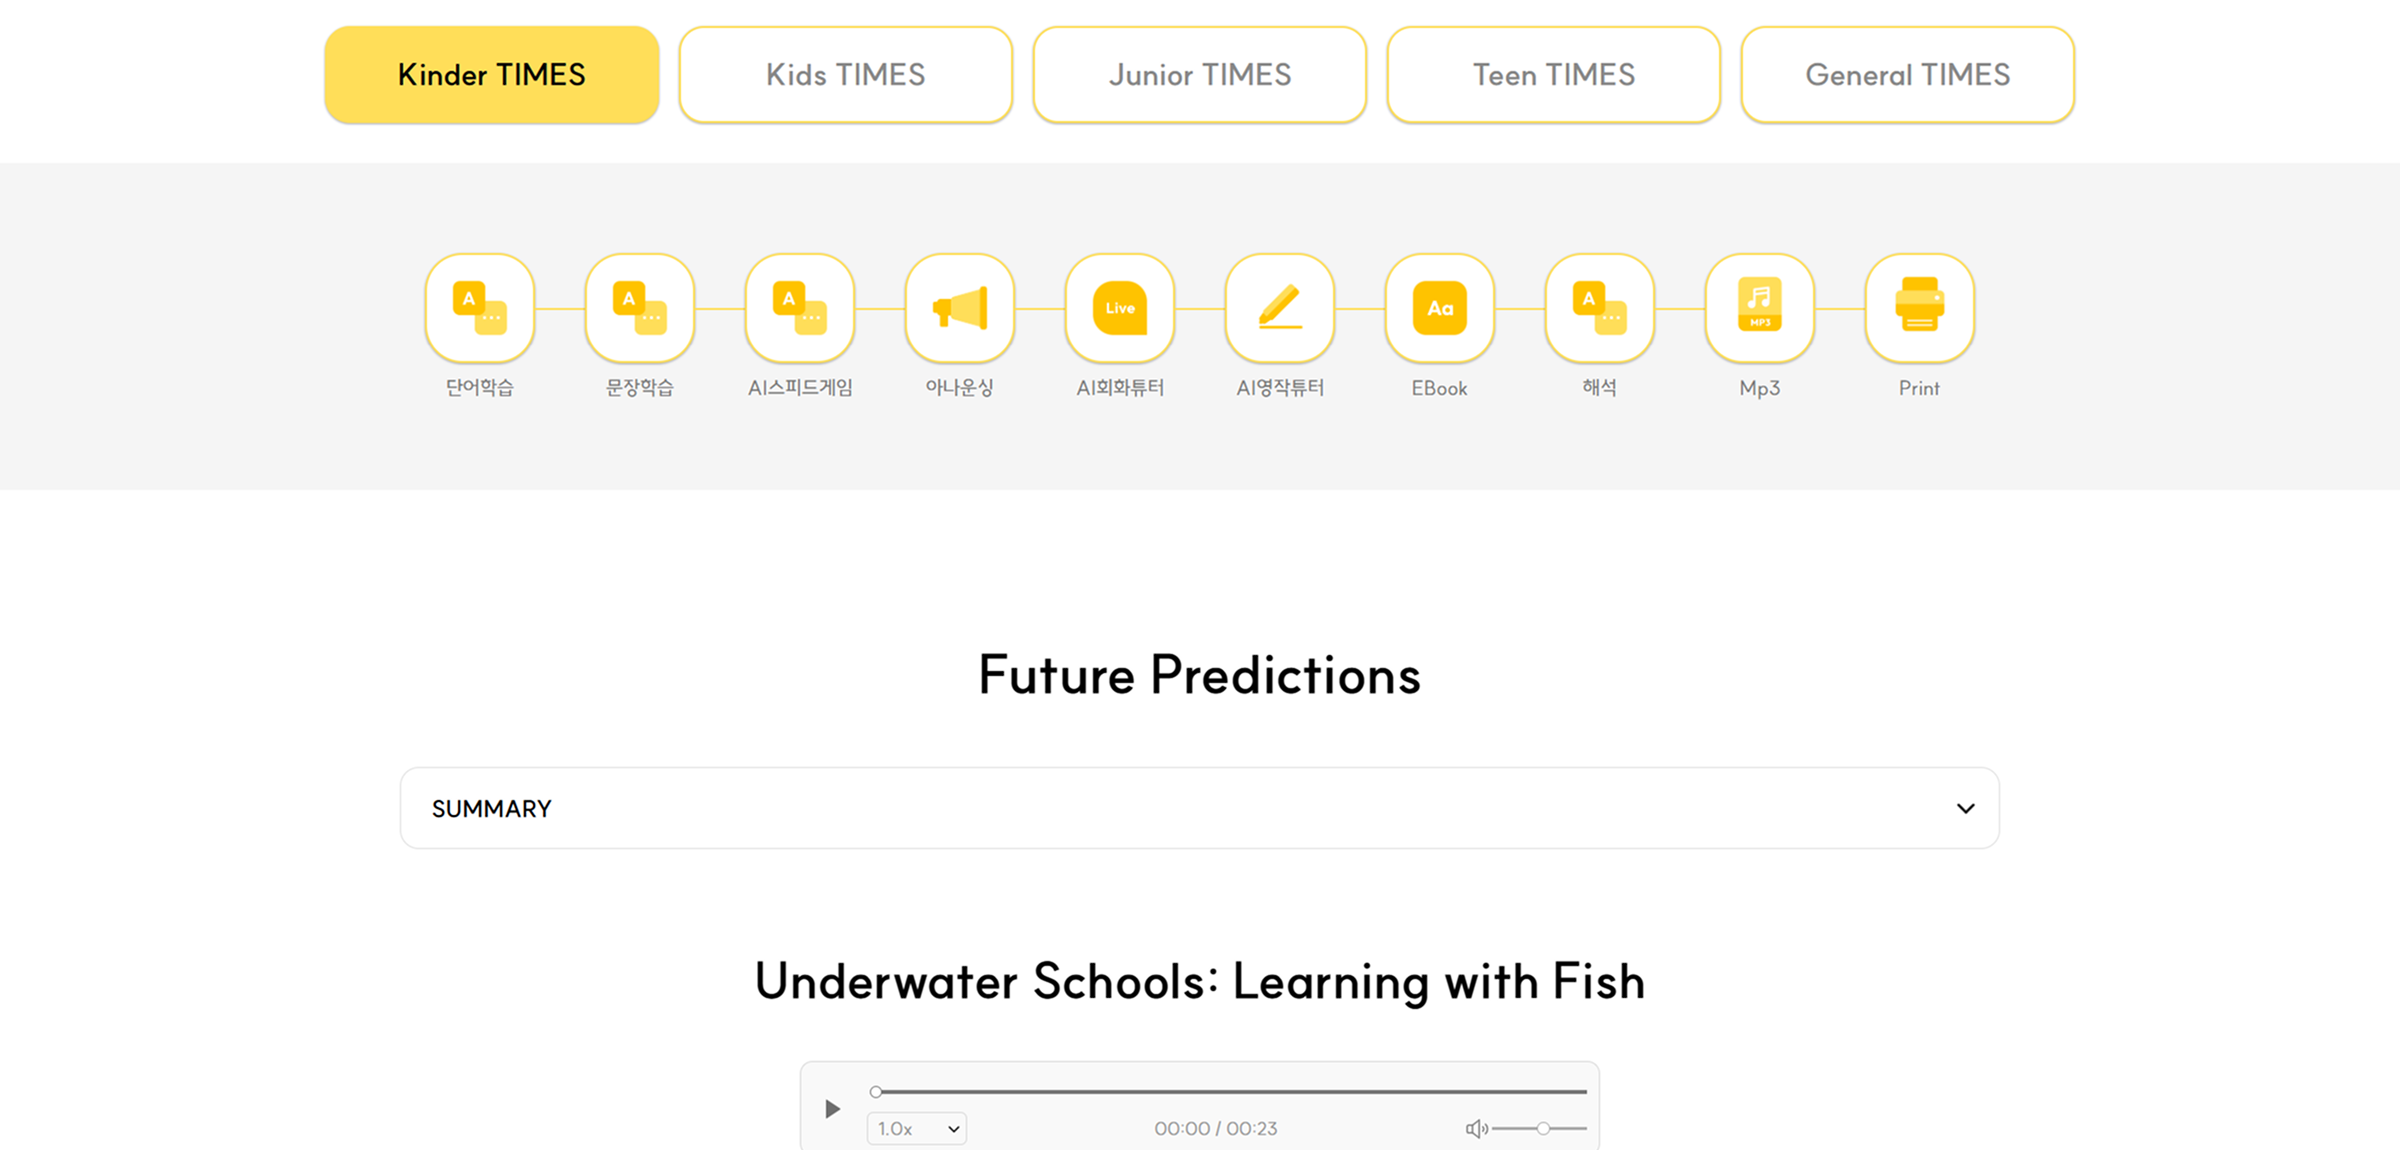 Kinder TIMES
Kids TIMES
Junior TIMES
Teen TIMES
General TIMES
A
A
A
Live
Aa
A
MP3
단어학습
문장학습
AI스피드게임
아나운싱
AI회화튜터
AI영작튜터
EBook
해석
Mp3
Print
Future Predictions
SUMMARY
Underwater Schools: Learning with Fish
1.0x
00:00 / 00:23